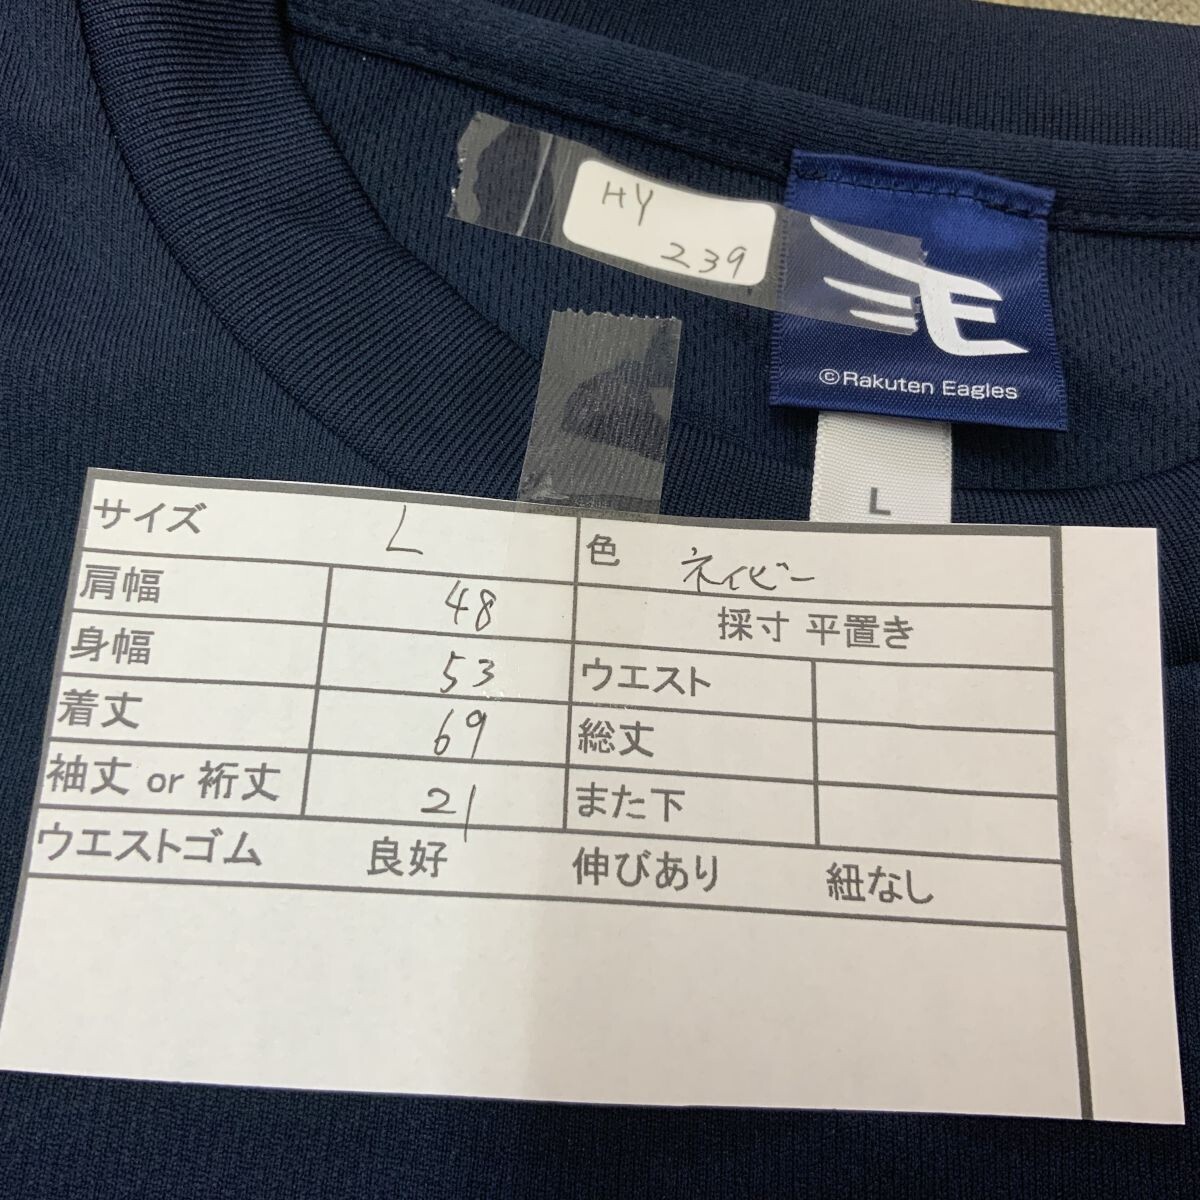 HY
239
E
©Rakuten Eagles
L
サイズ L 色 ネイビー
肩幅 48 採寸 平置き
身幅 53 ウエスト
着丈 69 総丈
袖丈 or 裄丈 21 また下
ウエストゴム 良好 伸びあり 紐なし